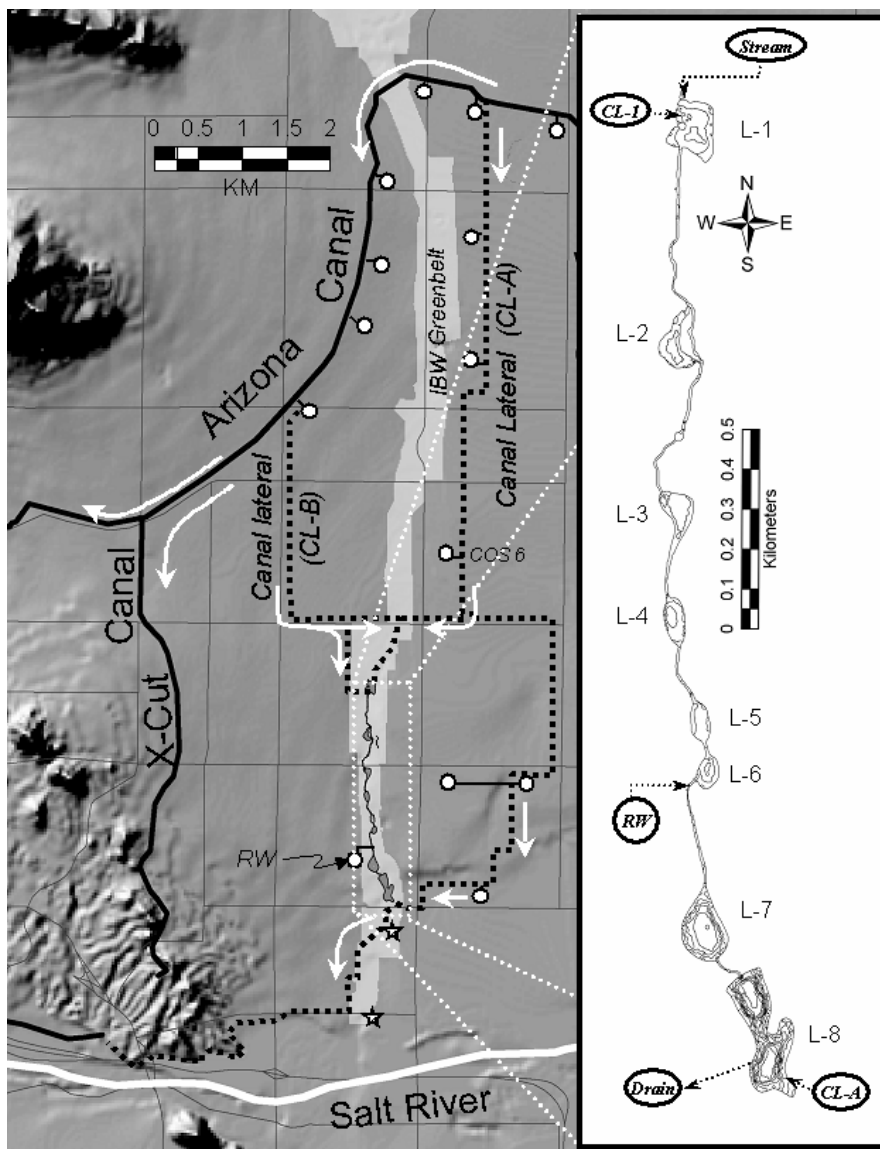 0 0.5 1 1.5 2
KM
Canal
Arizona
IBW Greenbelt
Canal Lateral (CL-A)
Canal lateral
(CL-B)
COS 6
Canal
X-Cut
RW
Salt River
Stream
CL-1
L-1
N
W E
S
L-2
L-3
0 0.1 0.2 0.3 0.4 0.5
Kilometers
L-4
L-5
L-6
RW
L-7
L-8
Drain
CL-A